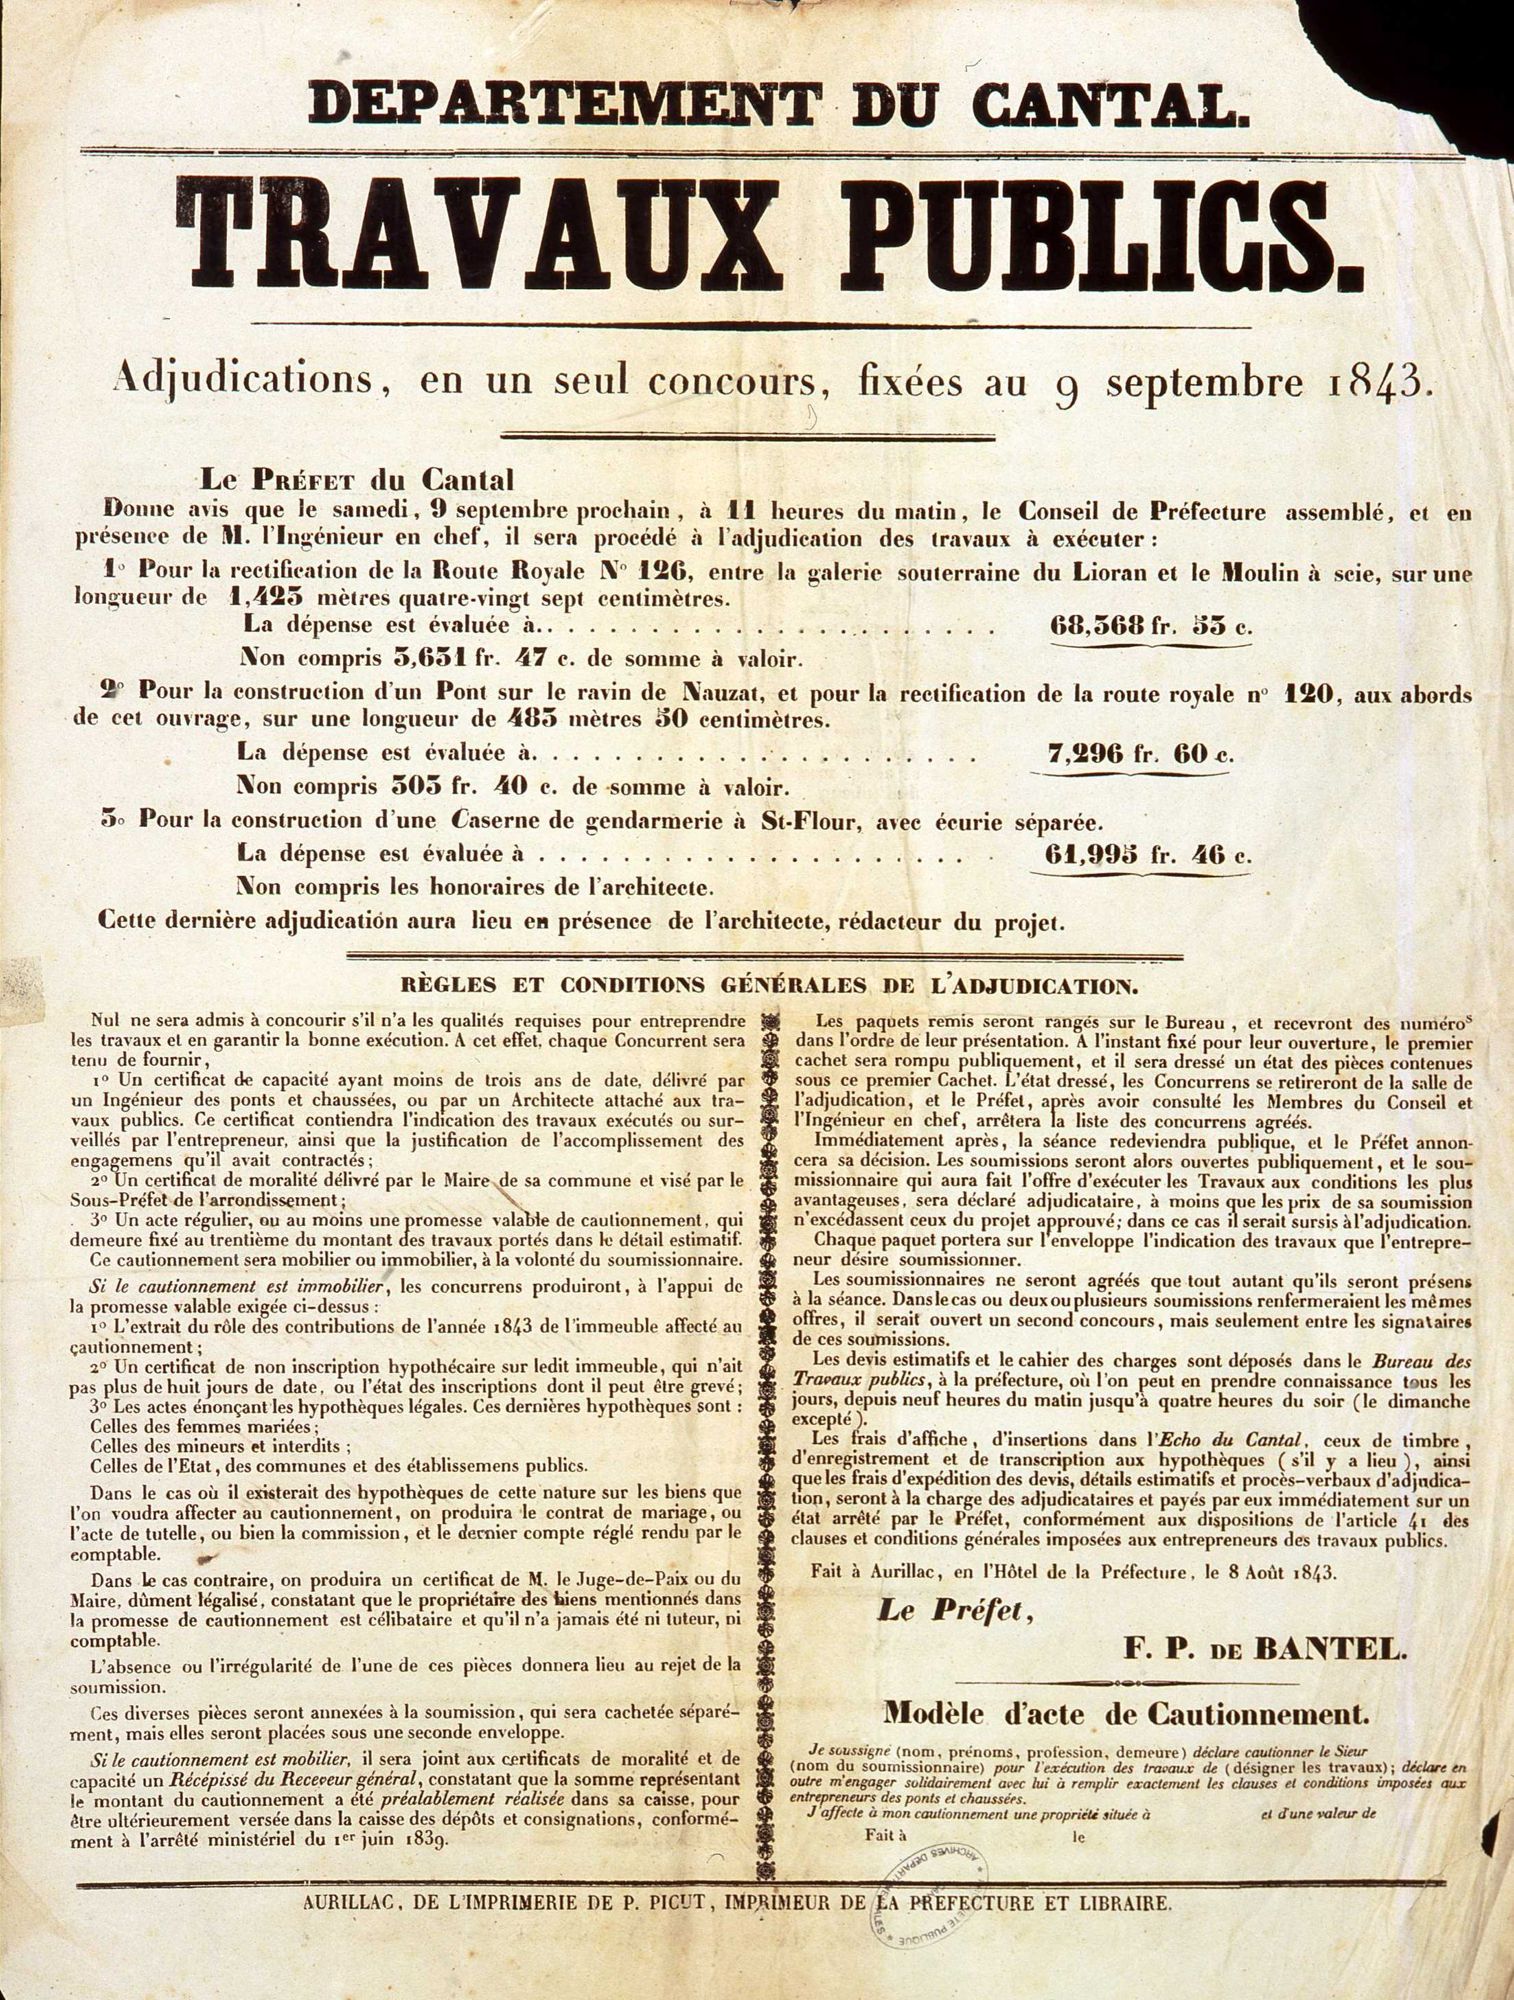 DEPARTEMENT DU CANTAL.
TRAVAUX PUBLICS.
Adjudications, en un seul concours, fixées au 9 septembre 1843.
Le PRÉFET du Cantal
Donne avis que le samedi, 9 septembre prochain, à 11 heures du matin, le Conseil de Préfecture assemblé, et en
présence de M. l'Ingénieur en chef, il sera procédé à l'adjudication des travaux à exécuter :
1° Pour la rectification de la Route Royale N° 126, entre la galerie souterraine du Lioran et le Moulin à scie, sur une
longueur de 1,423 mètres quatre-vingt sept centimètres.
La dépense est évaluée à. . . . . . . . . . . . . . . . . . . . . . 68,368 fr. 53 c.
Non compris 3,631 fr. 47 c. de somme à valoir.
2° Pour la construction d'un Pont sur le ravin de Nauzat, et pour la rectification de la route royale n° 120, aux abords
de cet ouvrage, sur une longueur de 483 mètres 50 centimètres.
La dépense est évaluée à. . . . . . . . . . . . . . . . . . . . . . 7,296 fr. 60 c.
Non compris 303 fr. 40 c. de somme à valoir.
3o Pour la construction d'une Caserne de gendarmerie à St-Flour, avec écurie séparée.
La dépense est évaluée à . . . . . . . . . . . . . . . . . . . . . . 61,993 fr. 46 c.
Non compris les honoraires de l'architecte.
Cette dernière adjudication aura lieu en présence de l'architecte, rédacteur du projet.
RÈGLES ET CONDITIONS GÉNÉRALES DE L'ADJUDICATION.
Nul ne sera admis à concourir s'il n'a les qualités requises pour entreprendre
les travaux et en garantir la bonne exécution. A cet effet, chaque Concurrent sera
tenu de fournir,
1° Un certificat de capacité ayant moins de trois ans de date, délivré par
un Ingénieur des ponts et chaussées, ou par un Architecte attaché aux tra-
vaux publics. Ce certificat contiendra l'indication des travaux exécutés ou sur-
veillés par l'entrepreneur, ainsi que la justification de l'accomplissement des
engagemens qu'il avait contractés;
2° Un certificat de moralité délivré par le Maire de sa commune et visé par le
Sous-Préfet de l'arrondissement;
3° Un acte régulier, ou au moins une promesse valable de cautionnement, qui
demeure fixé au trentième du montant des travaux portés dans le détail estimatif.
Ce cautionnement sera mobilier ou immobilier, à la volonté du soumissionnaire.
Si le cautionnement est immobilier, les concurrens produiront, à l'appui de
la promesse valable exigée ci-dessus :
1° L'extrait du rôle des contributions de l'année 1843 de l'immeuble affecté au
çautionnement;
2° Un certificat de non inscription hypothécaire sur ledit immeuble, qui n'ait
pas plus de huit jours de date, ou l'état des inscriptions dont il peut être grevé;
3° Les actes énonçant les hypothèques légales. Ces dernières hypothèques sont :
Celles des femmes mariées;
Celles des mineurs et interdits;
Celles de l'Etat, des communes et des établissemens publics.
Dans le cas où il existerait des hypothèques de cette nature sur les biens que
l'on voudra affecter au cautionnement, on produira le contrat de mariage, ou
l'acte de tutelle, ou bien la commission, et le dernier compte réglé rendu par le
comptable.
Dans le cas contraire, on produira un certificat de M. le Juge-de-Paix ou du
Maire, dûment légalisé, constatant que le propriétaire des biens mentionnés dans
la promesse de cautionnement est célibataire et qu'il n'a jamais été ni tuteur, ni
comptable.
L'absence ou l'irrégularité de l'une de ces pièces donnera lieu au rejet de la
soumission.
Ces diverses pièces seront annexées à la soumission, qui sera cachetée séparé-
ment, mais elles seront placées sous une seconde enveloppe.
Si le cautionnement est mobilier, il sera joint aux certificats de moralité et de
capacité un Récépissé du Receveur général, constatant que la somme représentant
le montant du cautionnement a été préalablement réalisée dans sa caisse, pour
être ultérieurement versée dans la caisse des dépôts et consignations, conformé-
ment à l'arrêté ministériel du 1er juin 1839.
Les paquets remis seront rangés sur le Bureau, et recevront des numéros
dans l'ordre de leur présentation. A l'instant fixé pour leur ouverture, le premier
cachet sera rompu publiquement, et il sera dressé un état des pièces contenues
sous ce premier Cachet. L'état dressé, les Concurrens se retireront de la salle de
l'adjudication, et le Préfet, après avoir consulté les Membres du Conseil et
l'Ingénieur en chef, arrêtera la liste des concurrens agréés.
Immédiatement après, la séance redeviendra publique, et le Préfet annon-
cera sa décision. Les soumissions seront alors ouvertes publiquement, et le sou-
missionnaire qui aura fait l'offre d'exécuter les Travaux aux conditions les plus
avantageuses, sera déclaré adjudicataire, à moins que les prix de sa soumission
n'excédassent ceux du projet approuvé; dans ce cas il serait sursis à l'adjudication.
Chaque paquet portera sur l'enveloppe l'indication des travaux que l'entrepre-
neur désire soumissionner.
Les soumissionnaires ne seront agréés que tout autant qu'ils seront présens
à la séance. Dans le cas ou deux ou plusieurs soumissions renfermeraient les mêmes
offres, il serait ouvert un second concours, mais seulement entre les signataires
de ces soumissions.
Les devis estimatifs et le cahier des charges sont déposés dans le Bureau des
Travaux publics, à la préfecture, où l'on peut en prendre connaissance tous les
jours, depuis neuf heures du matin jusqu'à quatre heures du soir (le dimanche
excepté).
Les frais d'affiche, d'insertions dans l'Echo du Cantal, ceux de timbre,
d'enregistrement et de transcription aux hypothèques (s'il y a lieu), ainsi
que les frais d'expédition des devis, détails estimatifs et procès-verbaux d'adjudica-
tion, seront à la charge des adjudicataires et payés par eux immédiatement sur un
état arrêté par le Préfet, conformément aux dispositions de l'article 41 des
clauses et conditions générales imposées aux entrepreneurs des travaux publics.
Fait à Aurillac, en l'Hôtel de la Préfecture, le 8 Août 1843.
Le Préfet,
F. P. DE BANTEL.
Modèle d'acte de Cautionnement.
Je soussigné (nom, prénoms, profession, demeure) déclare cautionner le Sieur
(nom du soumissionnaire) pour l'exécution des travaux de (désigner les travaux); déclare en
outre m'engager solidairement avec lui à remplir exactement les clauses et conditions imposées aux
entrepreneurs des ponts et chaussées.
J'affecte à mon cautionnement une propriété située à et d'une valeur de
Fait à le
AURILLAC, DE L'IMPRIMERIE DE P. PICUT, IMPRIMEUR DE LA PREFECTURE ET LIBRAIRE.
ARCHIVES DEPARTEMENTALES